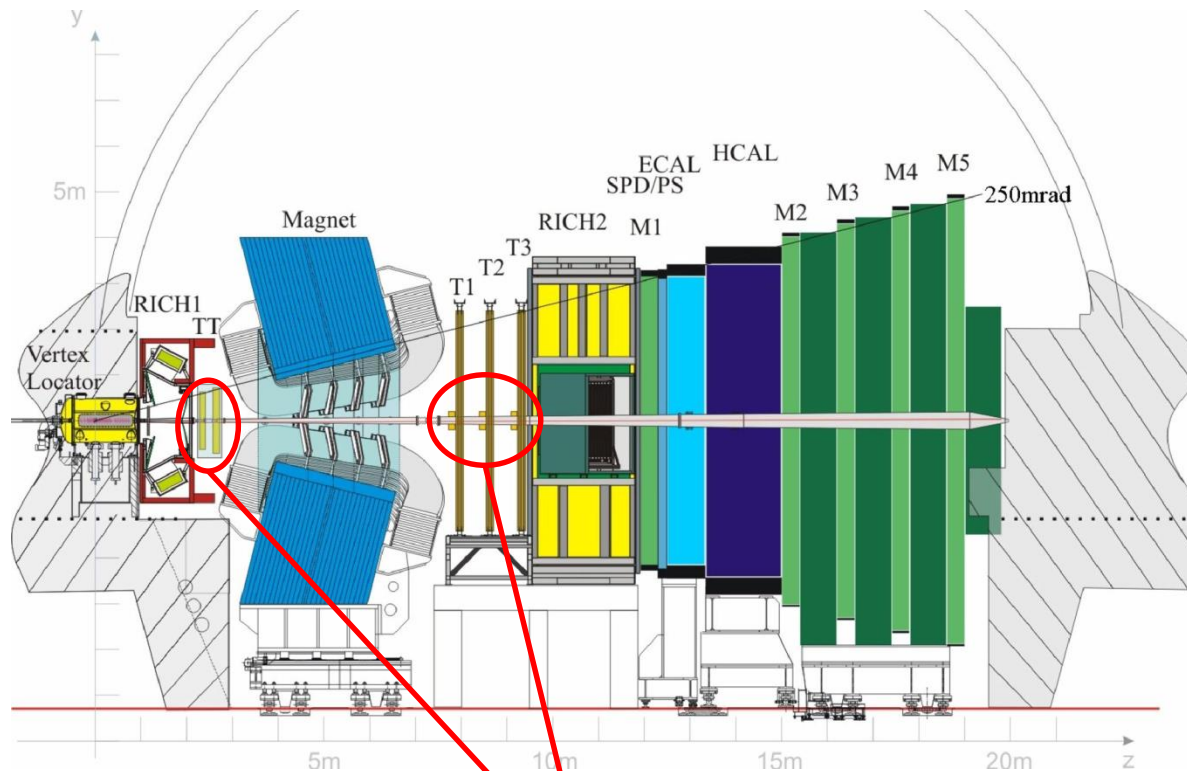 y
5m
Magnet
RICH1
TT
Vertex
Locator
T1
T2
T3
RICH2
M1
SPD/PS
ECAL
HCAL
M2
M3
M4
M5
250mrad
5m
10m
15m
20m
z